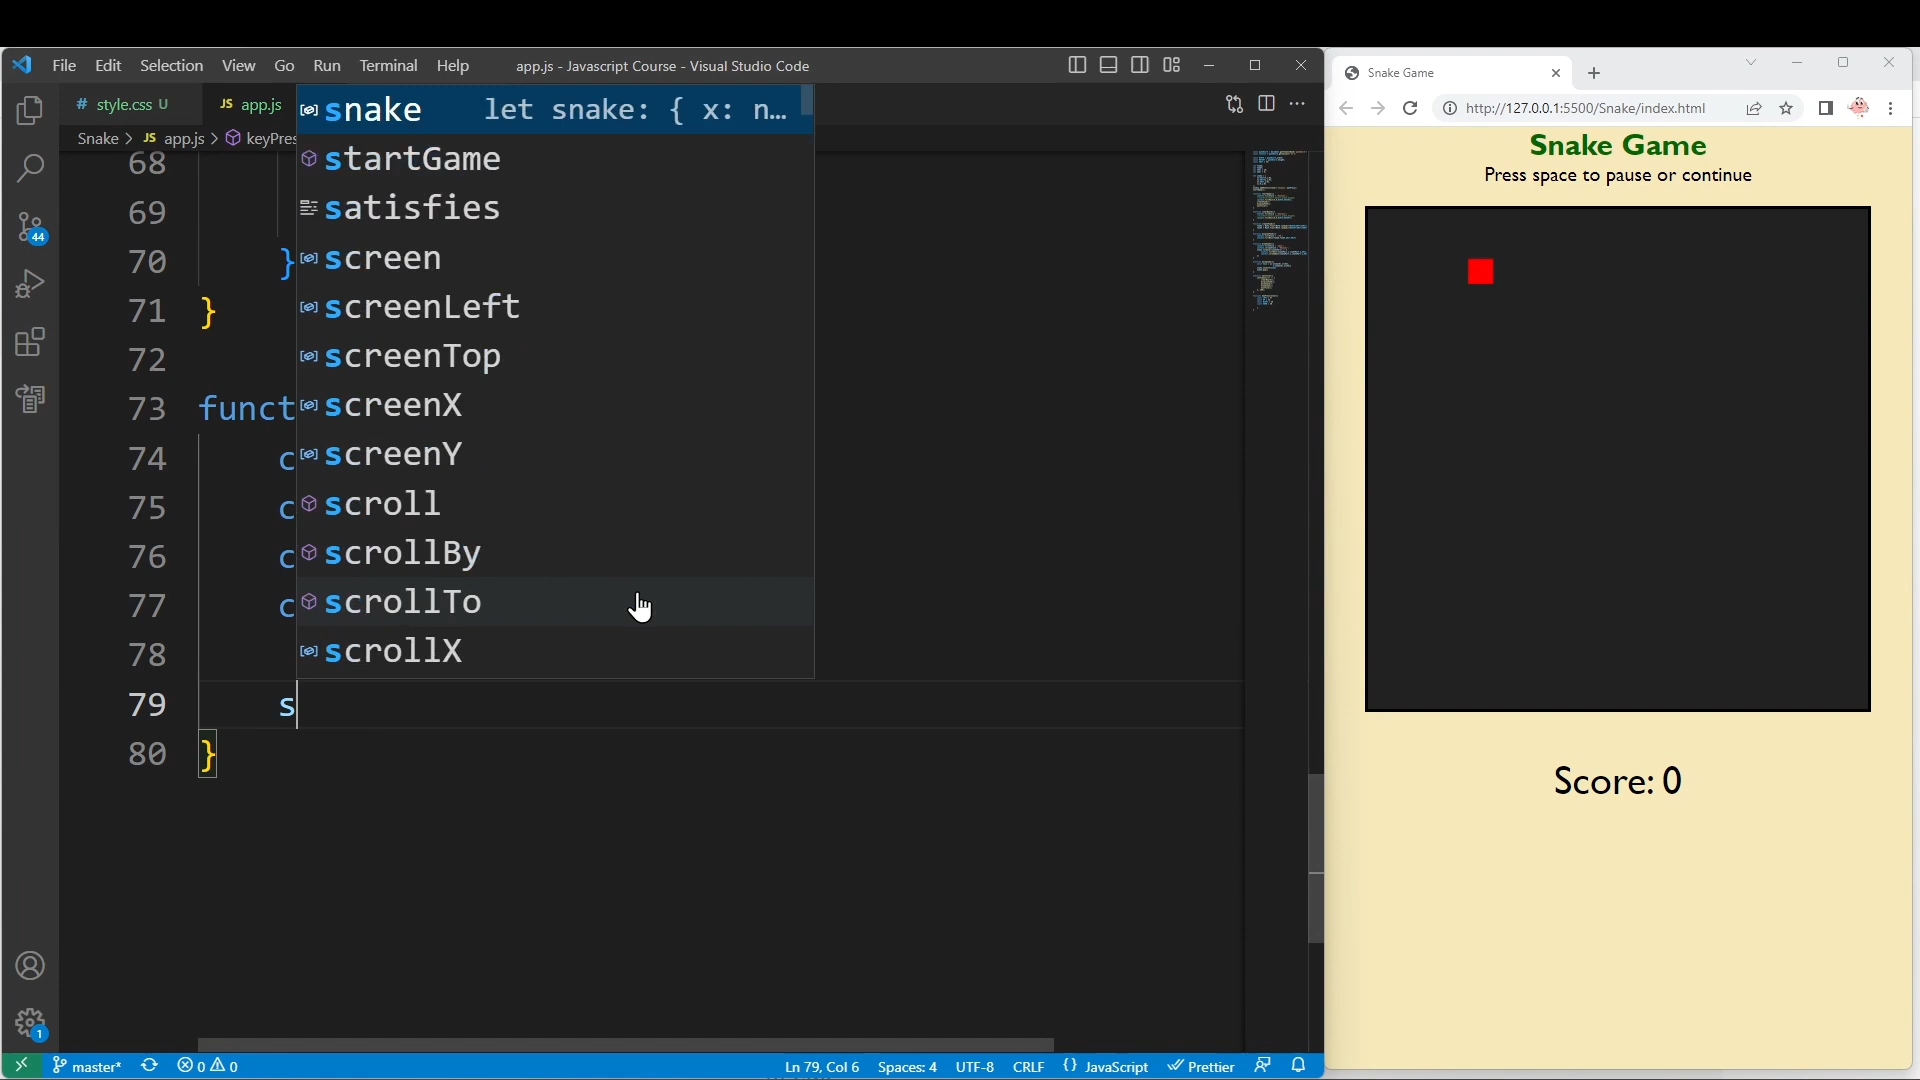 File Edit Selection View Go Run Terminal Help
app.js - Javascript Course - Visual Studio Code
# style.css U
JS app.js
Snake > JS app.js > keyPres
snake let snake: { x: n...
startGame
satisfies
screen
screenLeft
screenTop
screenX
screenY
scroll
scrollBy
scrollTo
scrollX
68
69
70 }
71 }
72
73 funct
74 c
75 c
76 c
77 c
78
79 s
80 }
44
1
master* 0 0
Ln 79, Col 6 Spaces: 4 UTF-8 CRLF {} JavaScript Prettier
Snake Game
http://127.0.0.1:5500/Snake/index.html
Snake Game
Press space to pause or continue
Score: 0